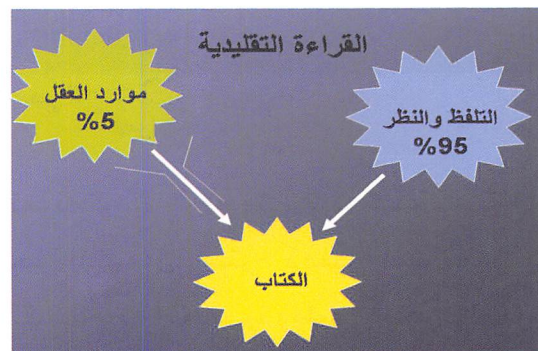 القراءة التقليدية
التلفظ والنظر
%95
موارد العقل
%5
الكتاب